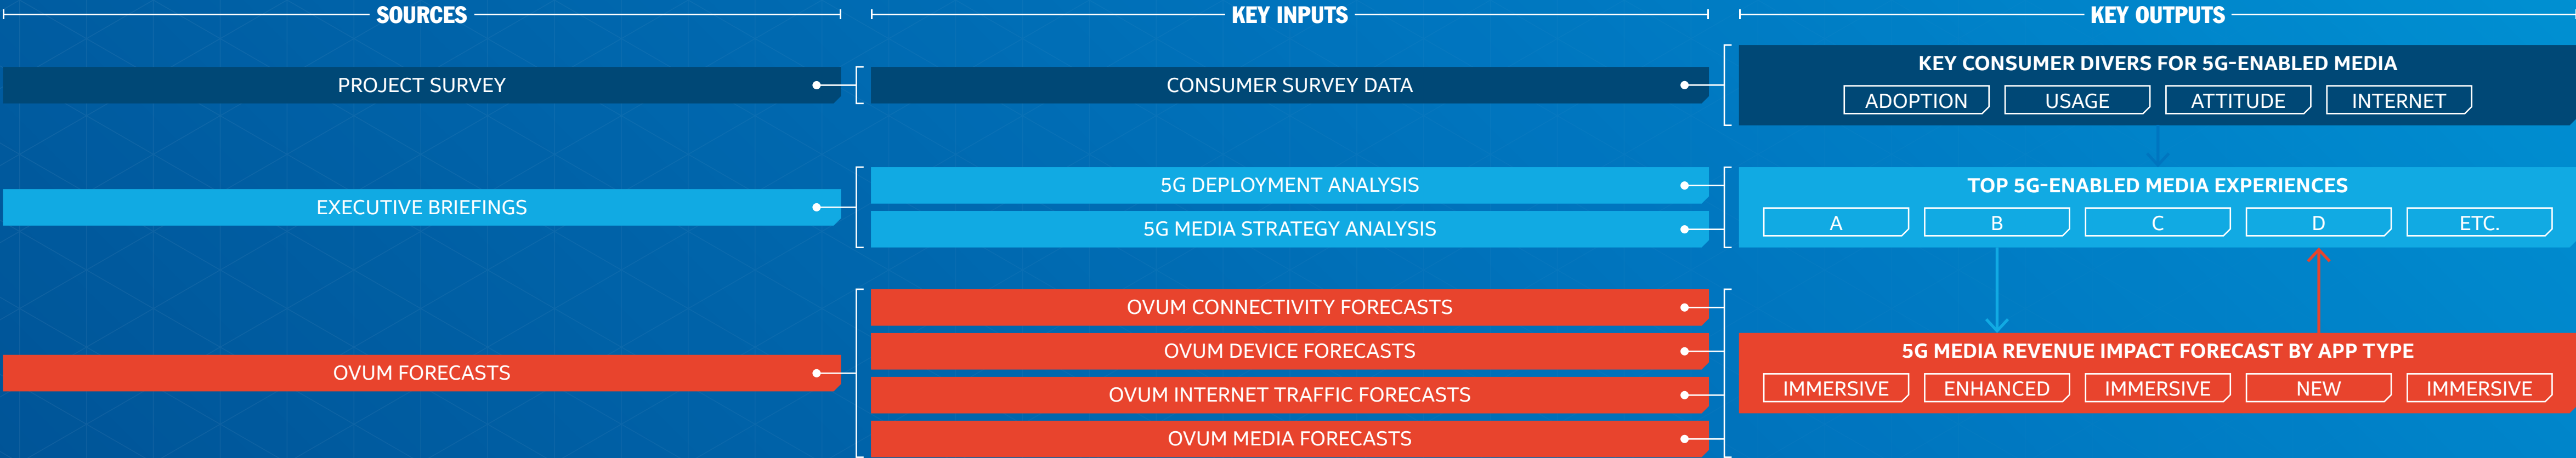 SOURCES
KEY INPUTS
KEY OUTPUTS
PROJECT SURVEY
CONSUMER SURVEY DATA
KEY CONSUMER DIVERS FOR 5G-ENABLED MEDIA
ADOPTION
USAGE
ATTITUDE
INTERNET
EXECUTIVE BRIEFINGS
5G DEPLOYMENT ANALYSIS
5G MEDIA STRATEGY ANALYSIS
TOP 5G-ENABLED MEDIA EXPERIENCES
A
B
C
D
ETC.
OVUM FORECASTS
OVUM CONNECTIVITY FORECASTS
OVUM DEVICE FORECASTS
OVUM INTERNET TRAFFIC FORECASTS
OVUM MEDIA FORECASTS
5G MEDIA REVENUE IMPACT FORECAST BY APP TYPE
IMMERSIVE
ENHANCED
IMMERSIVE
NEW
IMMERSIVE